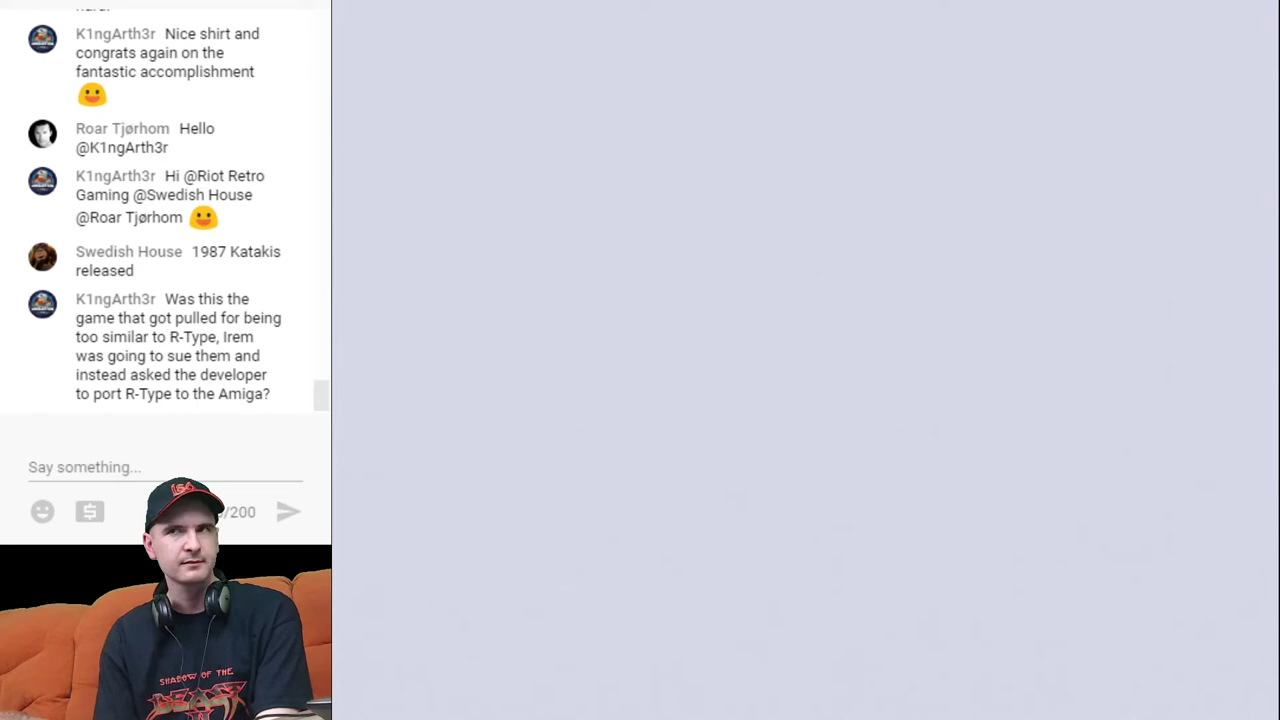 K1ngArth3r Nice shirt and
congrats again on the
fantastic accomplishment
Roar Tjørhom Hello
@K1ngArth3r
K1ngArth3r Hi @Riot Retro
Gaming @Swedish House
@Roar Tjørhom
Swedish House 1987 Katakis
released
K1ngArth3r Was this the
game that got pulled for being
too similar to R-Type, Irem
was going to sue them and
instead asked the developer
to port R-Type to the Amiga?
Say something...
/200
SHADOW OF THE
BEAST
II